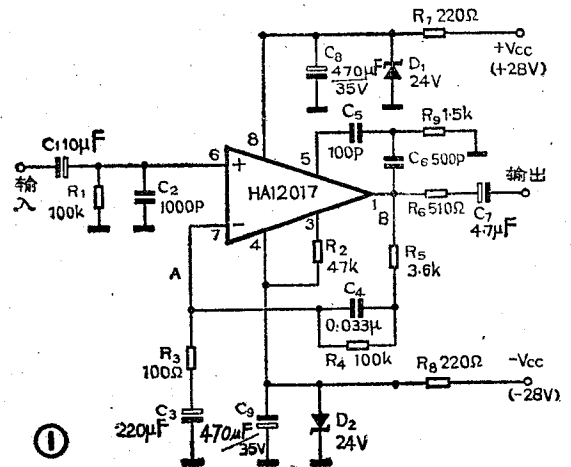 R7 220Ω
+Vcc
(+28V)
C8
470μF
35V
D1
24V
C5
100p
R9 1.5k
C1 10μF
输入
R1
100k
C2
1000P
6
+
8
5
HA12017
7
−
4
3
1
B
C6 500p
R6 510Ω
输出
C7
4.7μF
R2
47k
R5
3.6k
A
C4
0.033μ
R4 100k
R3
100Ω
C3
220μF
C9
470μF
35V
D2
24V
R8 220Ω
−Vcc
(−28V)
1